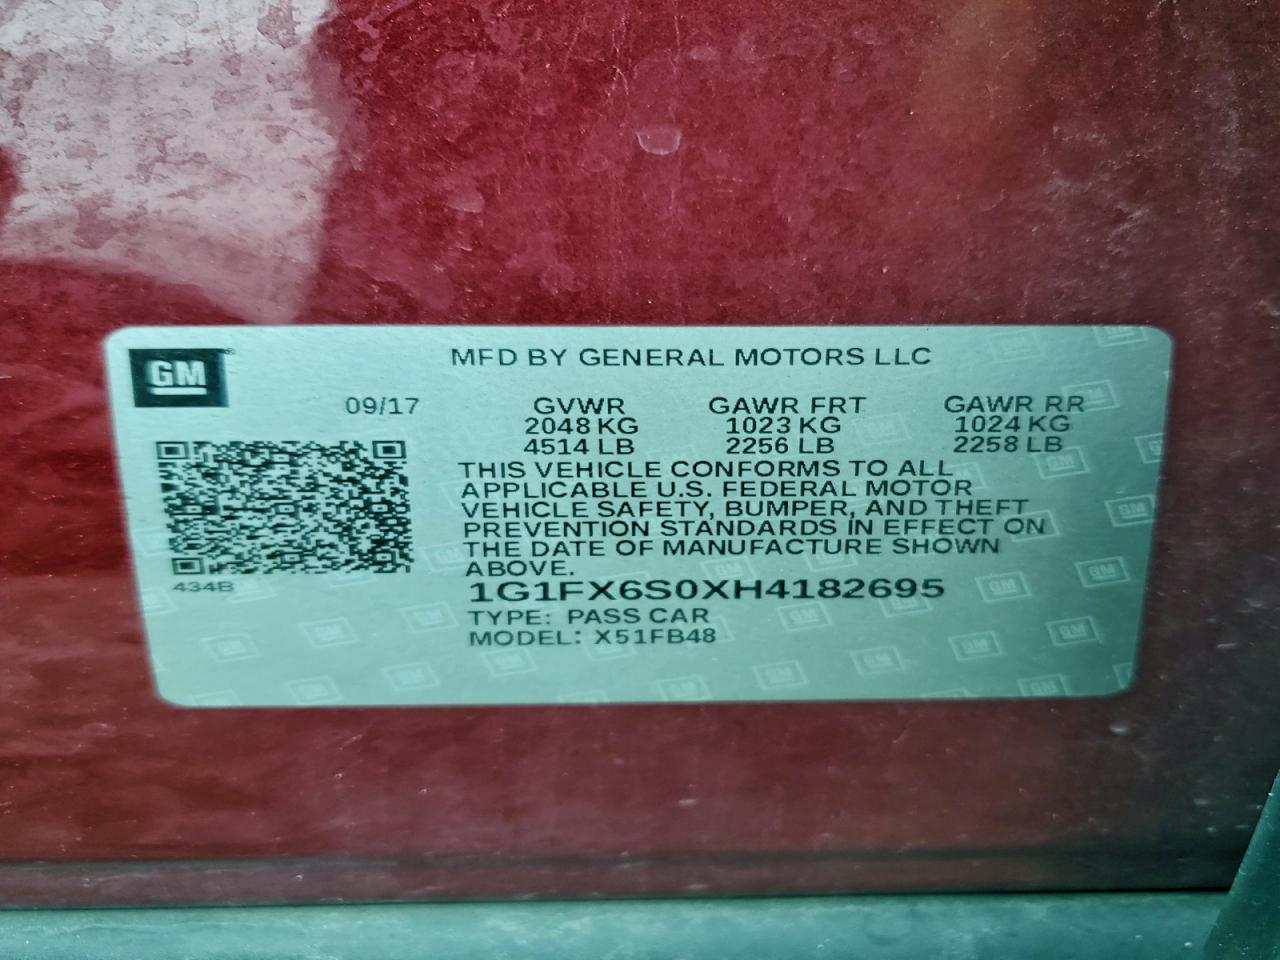 GM
MFD BY GENERAL MOTORS LLC
09/17 GVWR GAWR FRT GAWR RR
2048 KG 1023 KG 1024 KG
4514 LB 2256 LB 2258 LB
THIS VEHICLE CONFORMS TO ALL
APPLICABLE U.S. FEDERAL MOTOR
VEHICLE SAFETY, BUMPER, AND THEFT
PREVENTION STANDARDS IN EFFECT ON
THE DATE OF MANUFACTURE SHOWN
ABOVE.
434B
1G1FX6S0XH4182695
TYPE: PASS CAR
MODEL: X51FB48